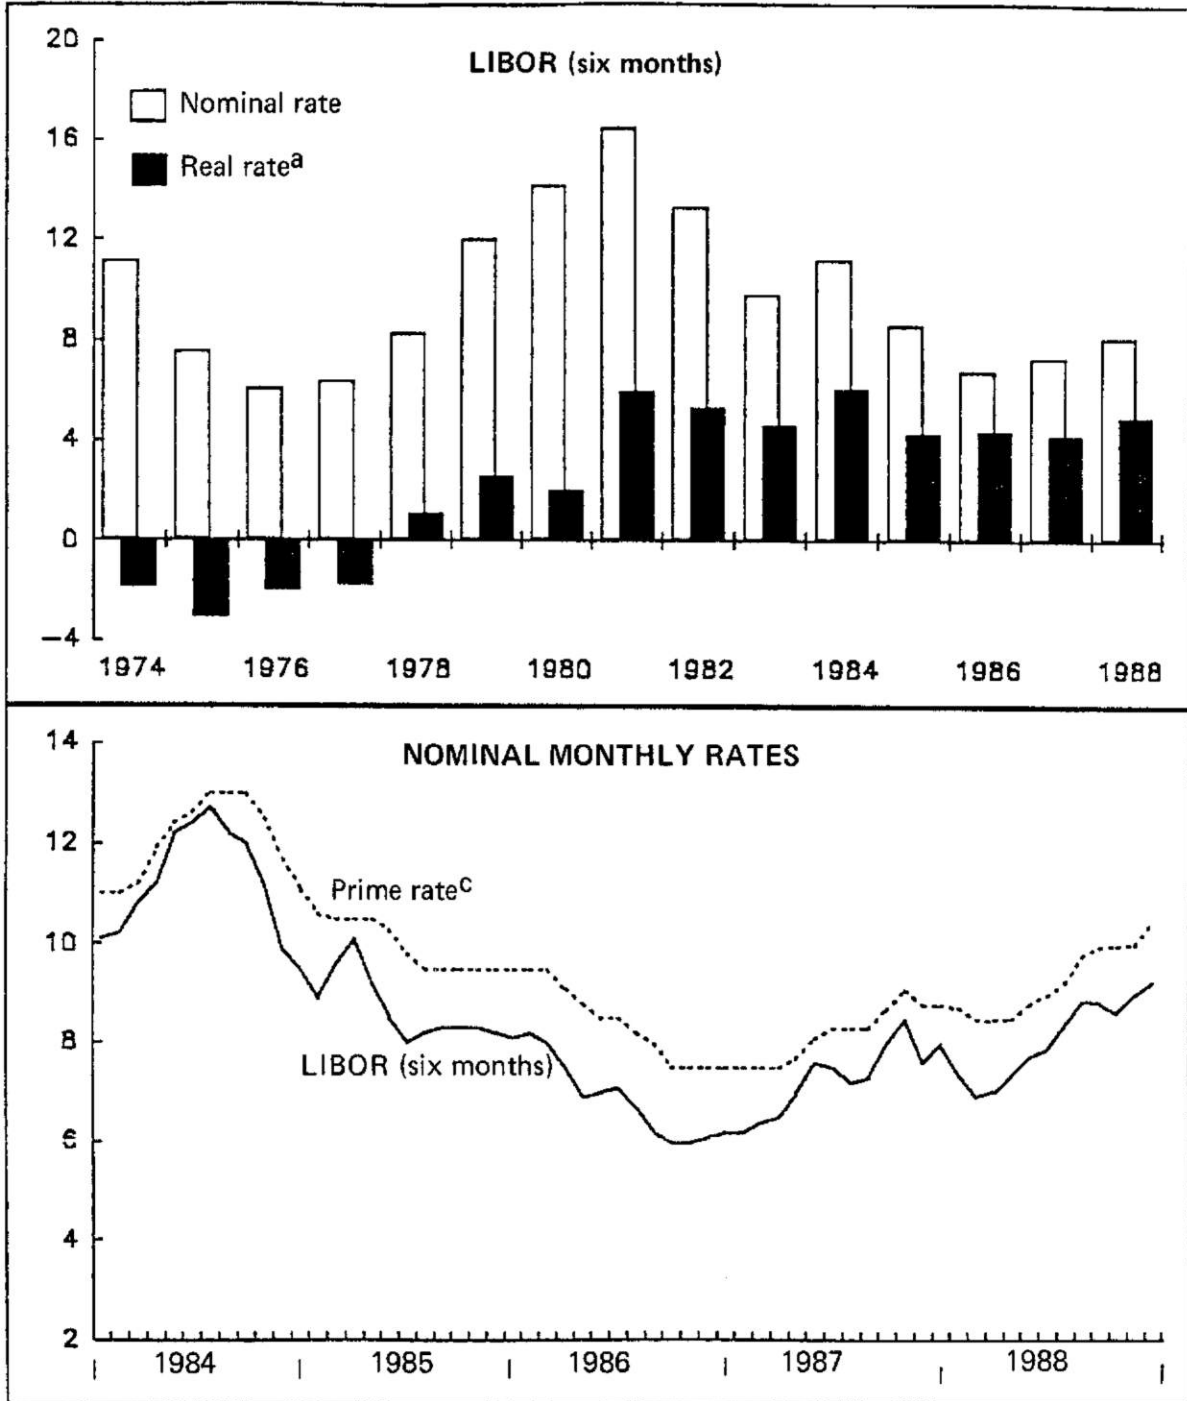 LIBOR (six months)
20
Nominal rate
16
Real rateᵃ
12
8
4
0
−4
1974 1976 1978 1980 1982 1984 1986 1988
NOMINAL MONTHLY RATES
14
12
Prime rateᶜ
10
8
LIBOR (six months)
6
4
2
1984 1985 1986 1987 1988